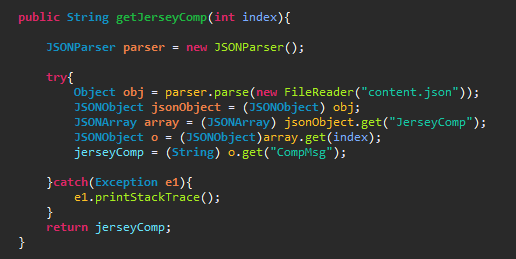 public String getJerseyComp(int index){
JSONParser parser = new JSONParser();
try{
Object obj = parser.parse(new FileReader("content.json"));
JSONObject jsonObject = (JSONObject) obj;
JSONArray array = (JSONArray) jsonObject.get("JerseyComp");
JSONObject o = (JSONObject)array.get(index);
jerseyComp = (String) o.get("CompMsg");
}catch(Exception e1){
e1.printStackTrace();
}
return jerseyComp;
}